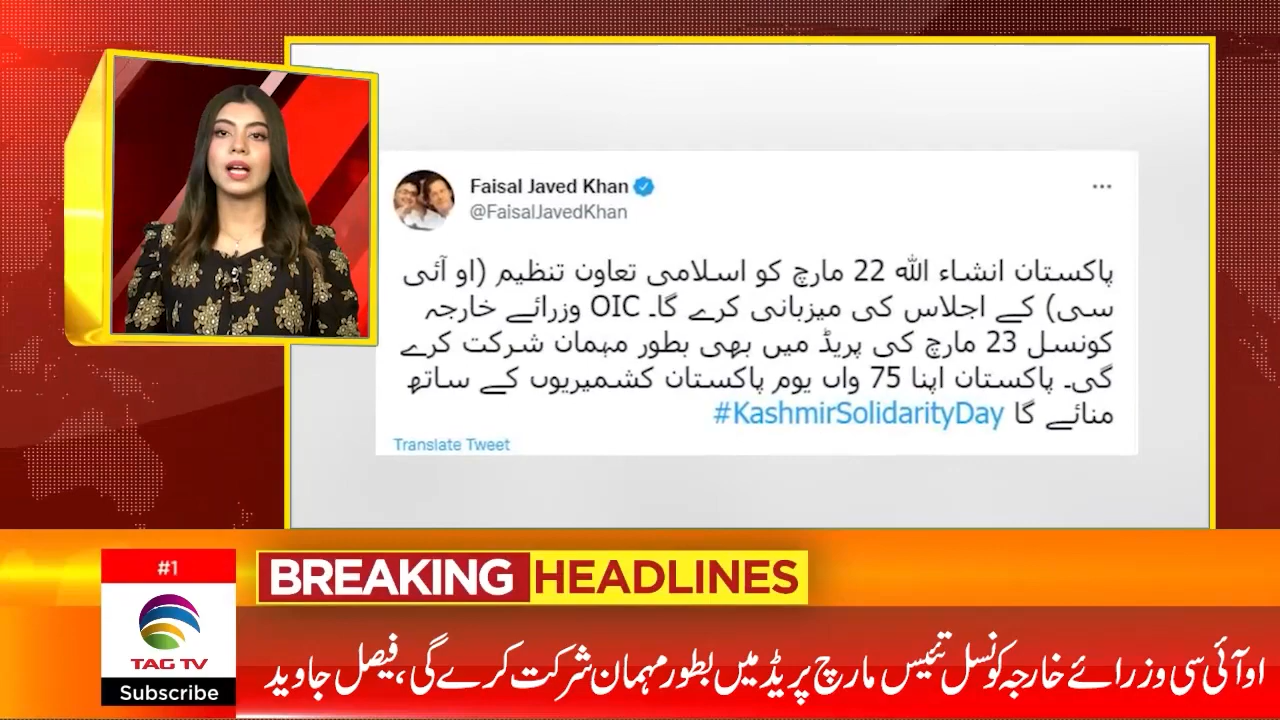 Faisal Javed Khan
@FaisalJavedKhan
پاکستان انشاء اللہ 22 مارچ کو اسلامی تعاون تنظیم (او آئی
سی) کے اجلاس کی میزبانی کرے گا۔ OIC وزرائے خارجہ
کونسل 23 مارچ کی پریڈ میں بھی بطور مہمان شرکت کرے
گی۔ پاکستان اپنا 75 واں یوم پاکستان کشمیریوں کے ساتھ
منائے گا #KashmirSolidarityDay
Translate Tweet
#1
BREAKING HEADLINES
TAG TV
Subscribe
او آئی سی وزرائے خارجہ کونسل تئیس مارچ پریڈ میں بطور مہمان شرکت کرے گی، فیصل جاوید